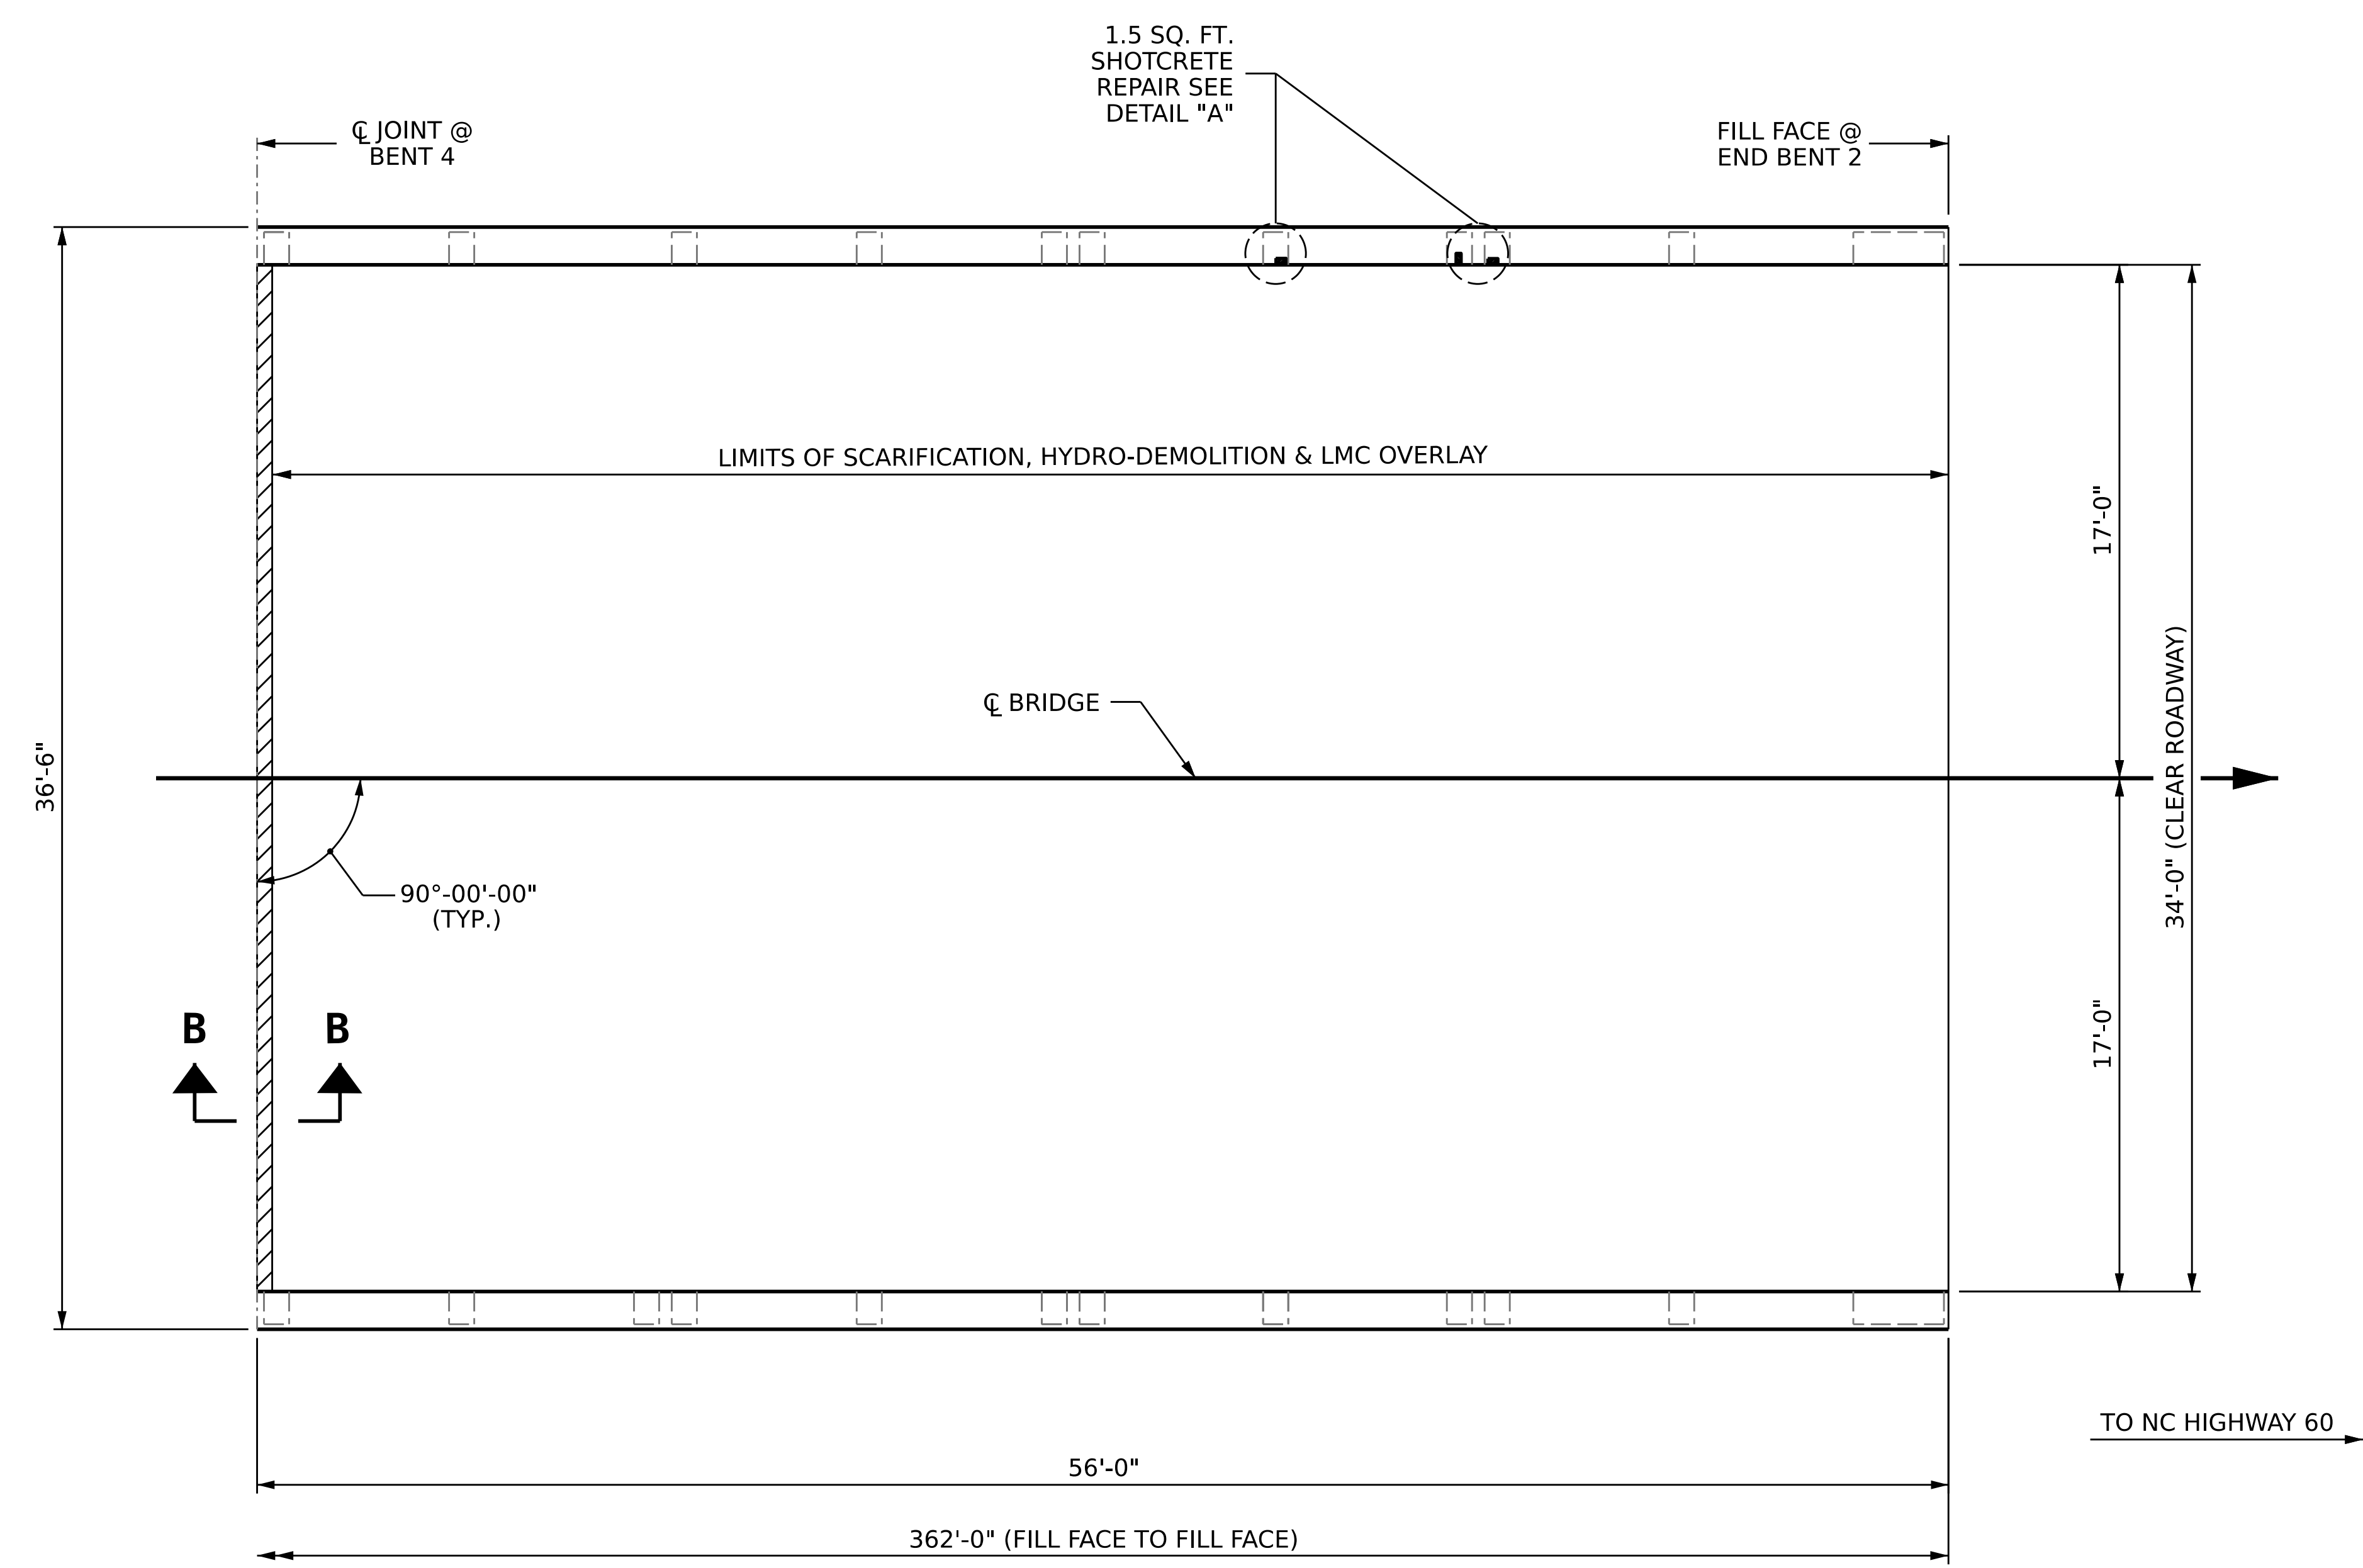 1.5 SQ. FT.
SHOTCRETE
REPAIR SEE
DETAIL "A"
℄ JOINT @
BENT 4
FILL FACE @
END BENT 2
LIMITS OF SCARIFICATION, HYDRO-DEMOLITION & LMC OVERLAY
17'-0"
36'-6"
℄ BRIDGE
34'-0" (CLEAR ROADWAY)
90°-00'-00"
(TYP.)
B B
17'-0"
TO NC HIGHWAY 60
56'-0"
362'-0" (FILL FACE TO FILL FACE)